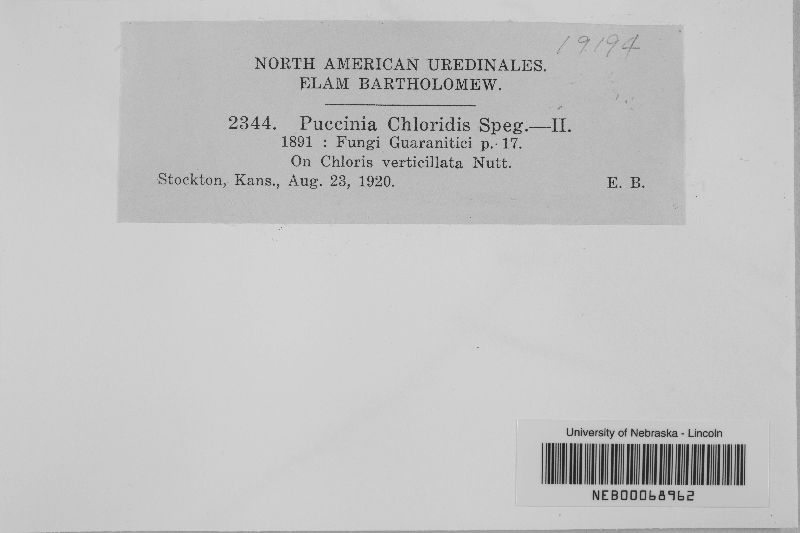 19194
NORTH AMERICAN UREDINALES.
ELAM BARTHOLOMEW.
2344. Puccinia Chloridis Speg.—II.
1891 : Fungi Guaranitici p. 17.
On Chloris verticillata Nutt.
Stockton, Kans., Aug. 23, 1920. E. B.
University of Nebraska - Lincoln
NEB00068962